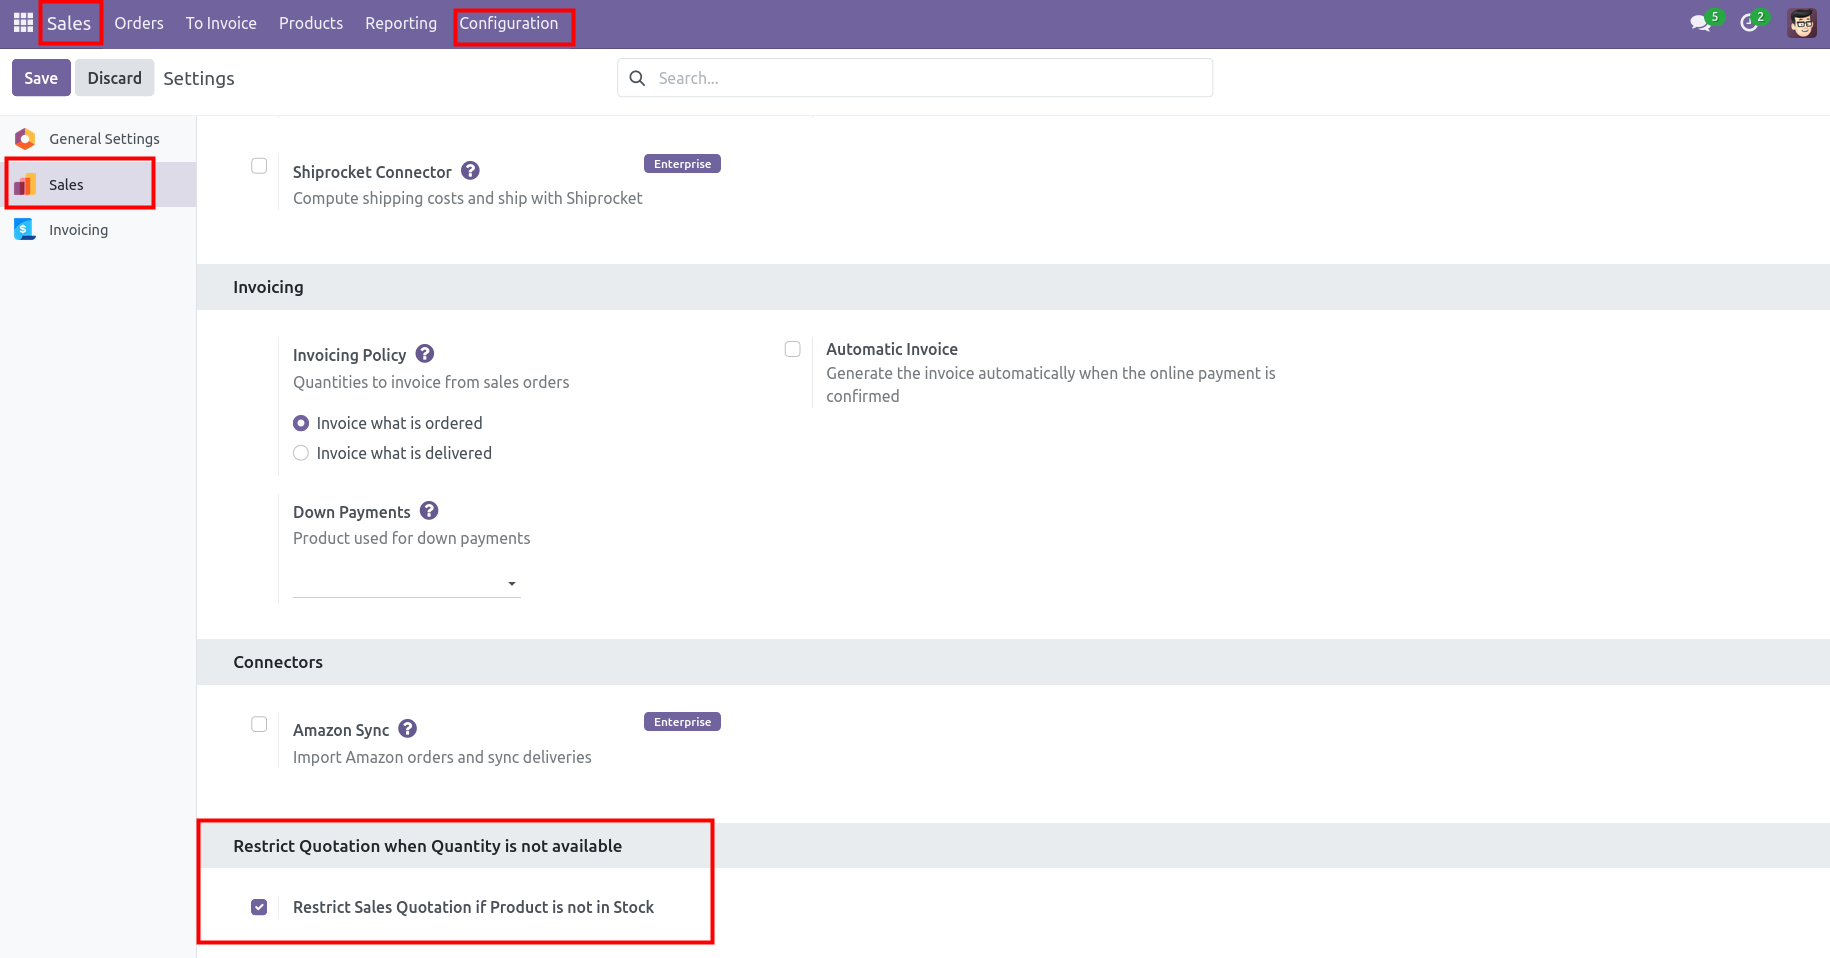 Sales Orders To Invoice Products Reporting Configuration 5 2
Save Discard Settings Search...
General Settings
Sales
Invoicing
Shiprocket Connector ? Enterprise
Compute shipping costs and ship with Shiprocket
Invoicing
Invoicing Policy ?
Quantities to invoice from sales orders
Invoice what is ordered
Invoice what is delivered
Automatic Invoice
Generate the invoice automatically when the online payment is
confirmed
Down Payments ?
Product used for down payments
Connectors
Amazon Sync ? Enterprise
Import Amazon orders and sync deliveries
Restrict Quotation when Quantity is not available
Restrict Sales Quotation if Product is not in Stock